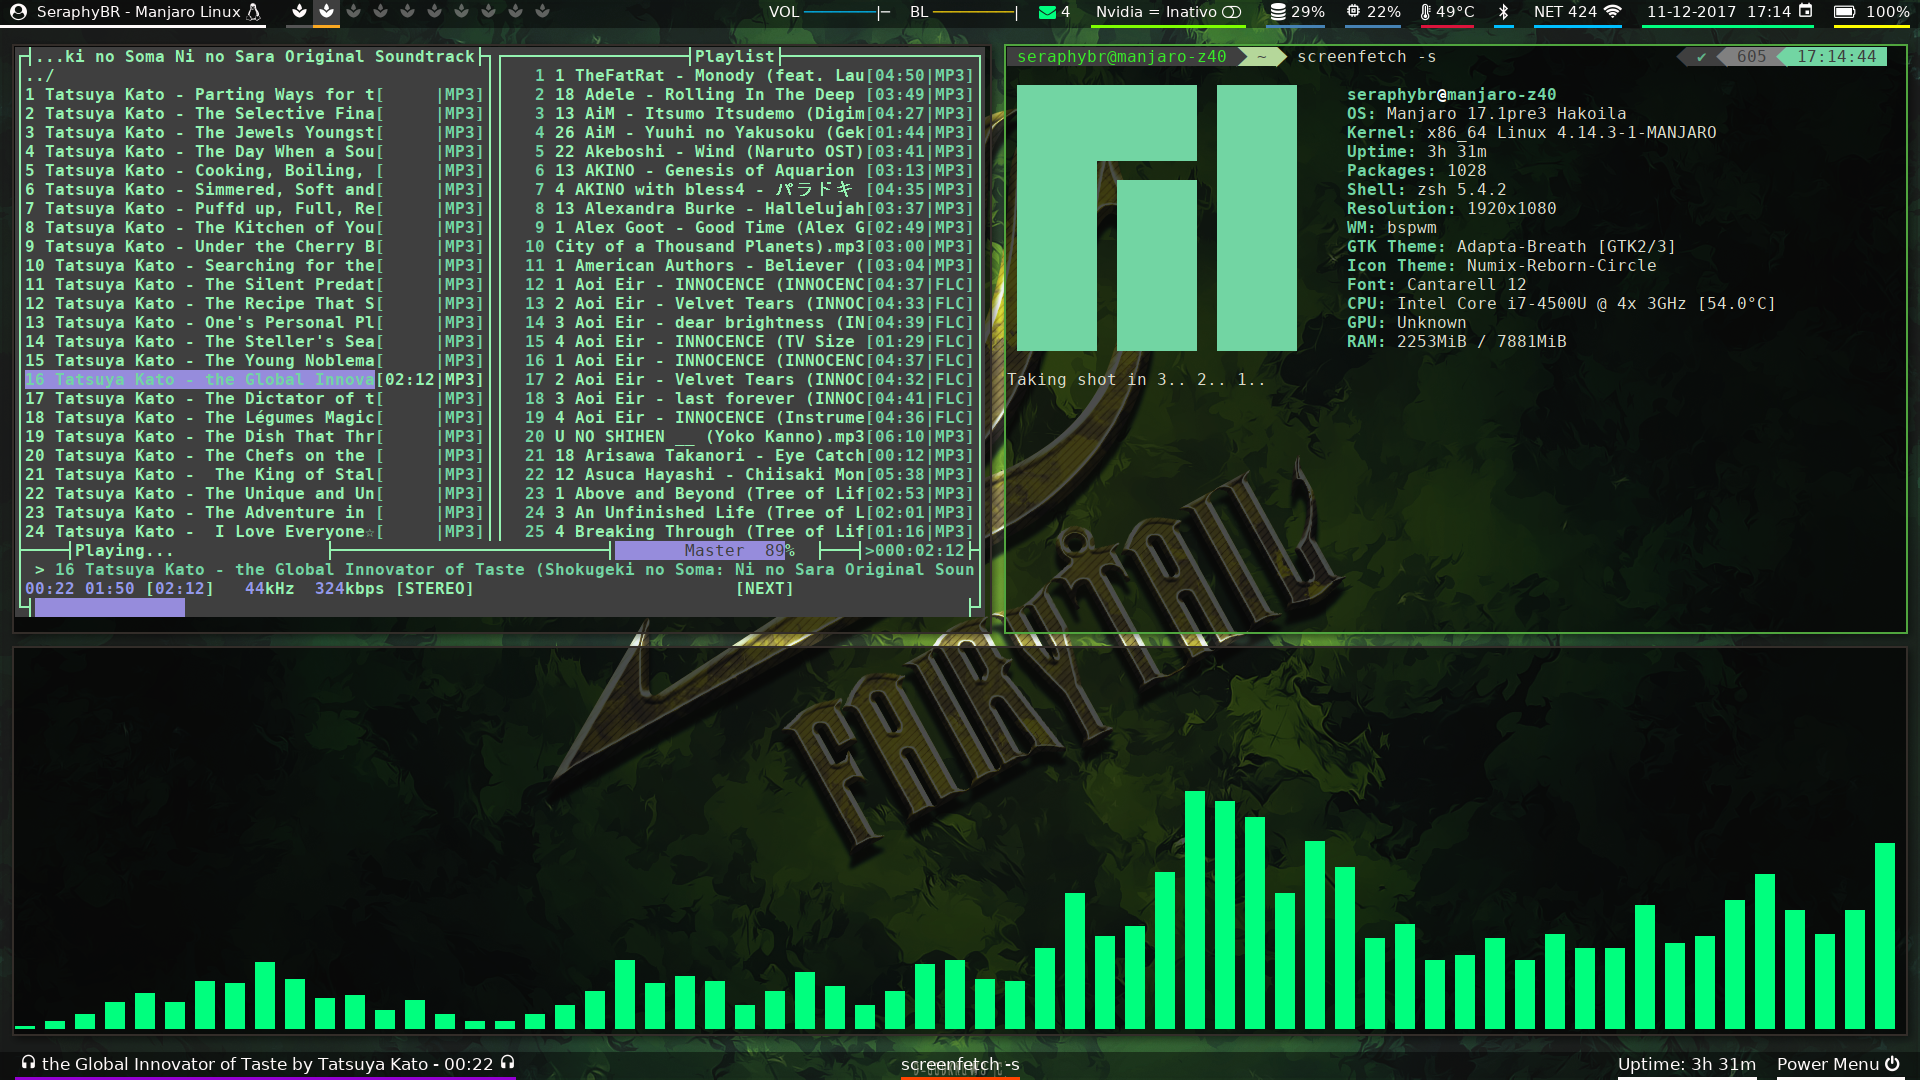 SeraphyBR - Manjaro Linux
VOL BL 4 Nvidia = Inativo 29% 22% 49°C NET 424 11-12-2017 17:14 100%
...ki no Soma Ni no Sara Original Soundtrack
../
1 Tatsuya Kato - Parting Ways for t[ |MP3]
2 Tatsuya Kato - The Selective Fina[ |MP3]
3 Tatsuya Kato - The Jewels Youngst[ |MP3]
4 Tatsuya Kato - The Day When a Sou[ |MP3]
5 Tatsuya Kato - Cooking, Boiling, [ |MP3]
6 Tatsuya Kato - Simmered, Soft and[ |MP3]
7 Tatsuya Kato - Puffd up, Full, Re[ |MP3]
8 Tatsuya Kato - The Kitchen of You[ |MP3]
9 Tatsuya Kato - Under the Cherry B[ |MP3]
10 Tatsuya Kato - Searching for the[ |MP3]
11 Tatsuya Kato - The Silent Predat[ |MP3]
12 Tatsuya Kato - The Recipe That S[ |MP3]
13 Tatsuya Kato - One's Personal Pl[ |MP3]
14 Tatsuya Kato - The Steller's Sea[ |MP3]
15 Tatsuya Kato - The Young Noblema[ |MP3]
16 Tatsuya Kato - the Global Innova[02:12|MP3]
17 Tatsuya Kato - The Dictator of t[ |MP3]
18 Tatsuya Kato - The Légumes Magic[ |MP3]
19 Tatsuya Kato - The Dish That Thr[ |MP3]
20 Tatsuya Kato - The Chefs on the [ |MP3]
21 Tatsuya Kato -  The King of Stal[ |MP3]
22 Tatsuya Kato - The Unique and Un[ |MP3]
23 Tatsuya Kato - The Adventure in [ |MP3]
24 Tatsuya Kato -  I Love Everyone☆[ |MP3]
Playlist
1 1 TheFatRat - Monody (feat. Lau[04:50|MP3]
2 18 Adele - Rolling In The Deep [03:49|MP3]
3 13 AiM - Itsumo Itsudemo (Digim[04:27|MP3]
4 26 AiM - Yuuhi no Yakusoku (Gek[01:44|MP3]
5 22 Akeboshi - Wind (Naruto OST)[03:41|MP3]
6 13 AKINO - Genesis of Aquarion [03:13|MP3]
7 4 AKINO with bless4 - パラドキ [04:35|MP3]
8 13 Alexandra Burke - Hallelujah[03:37|MP3]
9 1 Alex Goot - Good Time (Alex G[02:49|MP3]
10 City of a Thousand Planets).mp3[03:00|MP3]
11 1 American Authors - Believer ([03:04|MP3]
12 1 Aoi Eir - INNOCENCE (INNOCENC[04:37|FLC]
13 2 Aoi Eir - Velvet Tears (INNOC[04:33|FLC]
14 3 Aoi Eir - dear brightness (IN[04:39|FLC]
15 4 Aoi Eir - INNOCENCE (TV Size [01:29|FLC]
16 1 Aoi Eir - INNOCENCE (INNOCENC[04:37|FLC]
17 2 Aoi Eir - Velvet Tears (INNOC[04:32|FLC]
18 3 Aoi Eir - last forever (INNOC[04:41|FLC]
19 4 Aoi Eir - INNOCENCE (Instrume[04:36|FLC]
20 U NO SHIHEN __ (Yoko Kanno).mp3[06:10|MP3]
21 18 Arisawa Takanori - Eye Catch[00:12|MP3]
22 12 Asuca Hayashi - Chiisaki Mon[05:38|MP3]
23 1 Above and Beyond (Tree of Lif[02:53|MP3]
24 3 An Unfinished Life (Tree of L[02:01|MP3]
25 4 Breaking Through (Tree of Lif[01:16|MP3]
Playing... Master 89% >000:02:12
> 16 Tatsuya Kato - the Global Innovator of Taste (Shokugeki no Soma: Ni no Sara Original Soun
00:22 01:50 [02:12] 44kHz 324kbps [STEREO] [NEXT]
seraphybr@manjaro-z40 ~ screenfetch -s ✔ 605 17:14:44
seraphybr@manjaro-z40
OS: Manjaro 17.1pre3 Hakoila
Kernel: x86_64 Linux 4.14.3-1-MANJARO
Uptime: 3h 31m
Packages: 1028
Shell: zsh 5.4.2
Resolution: 1920x1080
WM: bspwm
GTK Theme: Adapta-Breath [GTK2/3]
Icon Theme: Numix-Reborn-Circle
Font: Cantarell 12
CPU: Intel Core i7-4500U @ 4x 3GHz [54.0°C]
GPU: Unknown
RAM: 2253MiB / 7881MiB
Taking shot in 3.. 2.. 1..
FAIRY TAIL
the Global Innovator of Taste by Tatsuya Kato - 00:22
screenfetch -s
Uptime: 3h 31m Power Menu